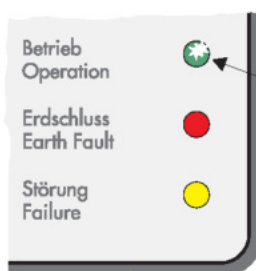 Betrieb
Operation
Erdschluss
Earth Fault
Störung
Failure